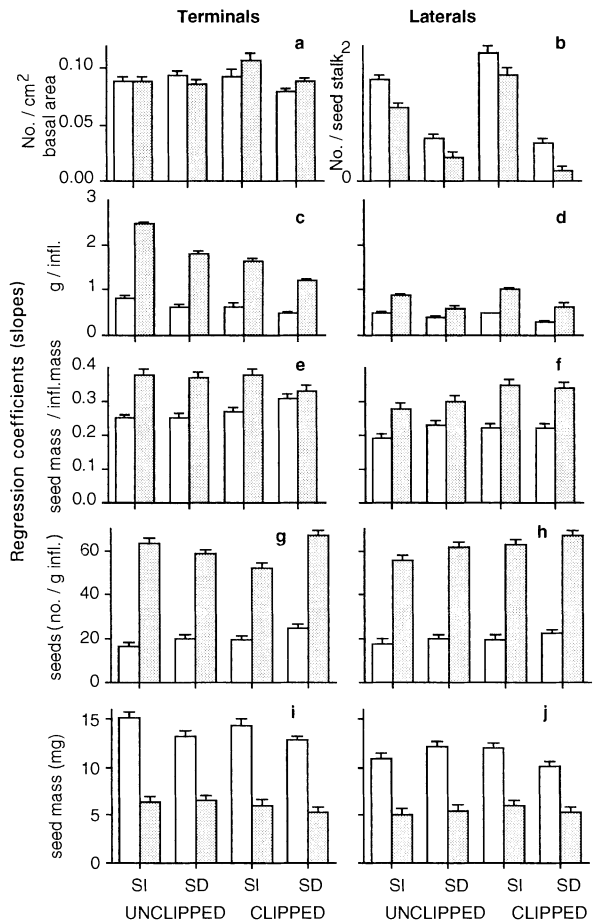 Terminals
Laterals
Regression coefficients (slopes)
No. / cm²
basal area
0.10
0.05
0.00
a
No. / seed stalk
2
0
b
g / infl.
3
2
1
0
c
d
seed mass / infl.mass
0.4
0.3
0.2
0.1
0.0
e
f
seeds (no. / g infl.)
60
40
20
0
g
h
seed mass (mg)
15
10
5
0
i
j
SI SD SI SD
UNCLIPPED CLIPPED
SI SD SI SD
UNCLIPPED CLIPPED